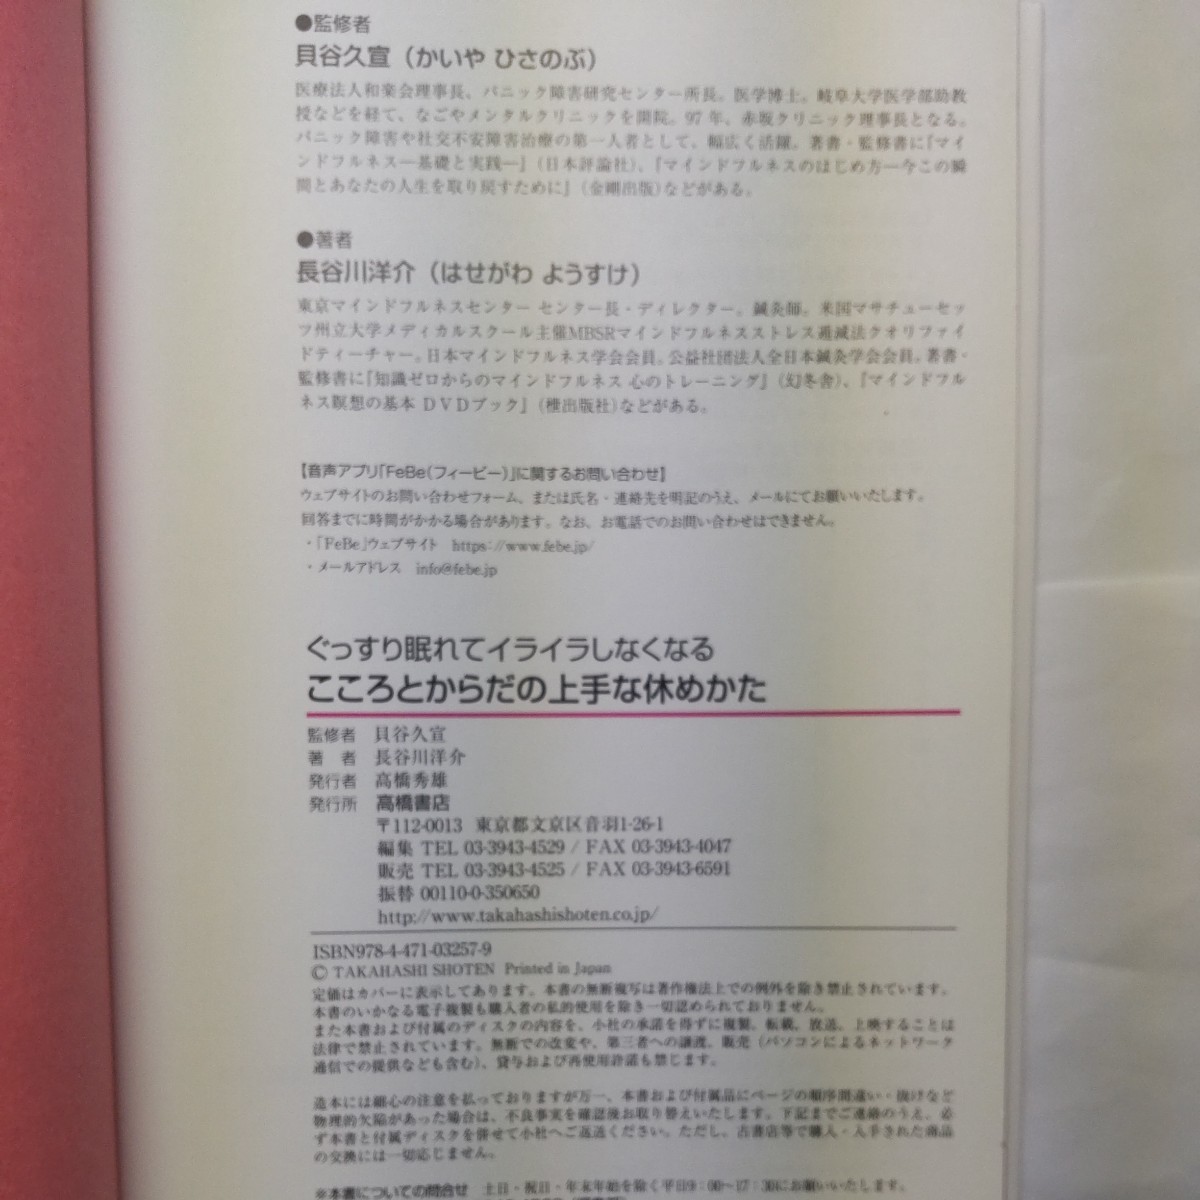 ●監修者
貝谷久宣（かいや ひさのぶ）
医療法人和楽会理事長、パニック障害研究センター所長。医学博士。岐阜大学医学部助教
授などを経て、なごやメンタルクリニックを開院。97年、赤坂クリニック理事長となる。
パニック障害や社交不安障害治療の第一人者として、幅広く活躍。著書・監修書に『マイ
ンドフルネス―基礎と実践―』（日本評論社）、『マインドフルネスのはじめ方―今この瞬
間とあなたの人生を取り戻すために』（金剛出版）などがある。
●著者
長谷川洋介（はせがわ ようすけ）
東京マインドフルネスセンター センター長・ディレクター。鍼灸師。米国マサチューセッ
ツ州立大学メディカルスクール主催MBSRマインドフルネスストレス逓減法クオリファイ
ドティーチャー。日本マインドフルネス学会会員。公益社団法人全日本鍼灸学会会員。著書・
監修書に『知識ゼロからのマインドフルネス 心のトレーニング』（幻冬舎）、『マインドフル
ネス瞑想の基本 DVDブック』（枻出版社）などがある。
【音声アプリ「FeBe（フィービー）」に関するお問い合わせ】
ウェブサイトのお問い合わせフォーム、または氏名・連絡先を明記のうえ、メールにてお願いいたします。
回答までに時間がかかる場合があります。なお、お電話でのお問い合わせはできません。
・「FeBe」ウェブサイト https://www.febe.jp/
・メールアドレス info@febe.jp
ぐっすり眠れてイライラしなくなる
こころとからだの上手な休めかた
監修者 貝谷久宣
著 者 長谷川洋介
発行者 高橋秀雄
発行所 高橋書店
〒112-0013 東京都文京区音羽1-26-1
編集 TEL 03-3943-4529 / FAX 03-3943-4047
販売 TEL 03-3943-4525 / FAX 03-3943-6591
振替 00110-0-350650
http://www.takahashishoten.co.jp/
ISBN978-4-471-03257-9
© TAKAHASHI SHOTEN Printed in Japan
定価はカバーに表示してあります。本書の無断複写は著作権法上での例外を除き禁止されています。
本書のいかなる電子複製も購入者の私的使用を除き一切認められておりません。
また本書および付属のディスクの内容を、小社の承諾を得ずに複製、転載、放送、上映することは
法律で禁止されています。無断での改変や、第三者への譲渡、販売（パソコンによるネットワーク
通信での提供なども含む）、貸与および再使用許諾も禁じます。
造本には細心の注意を払っておりますが万一、本書および付属品にページの順序間違い・抜けなど
物理的欠陥があった場合は、不良事実を確認後お取り替えいたします。下記までご連絡のうえ、必
ず本書と付属ディスクを併せて小社へご返送ください。ただし、古書店等で購入・入手された商品
の交換には一切応じません。
※本書についての問合せ 土日・祝日・年末年始を除く平日9：00～17：30にお願いいたします。